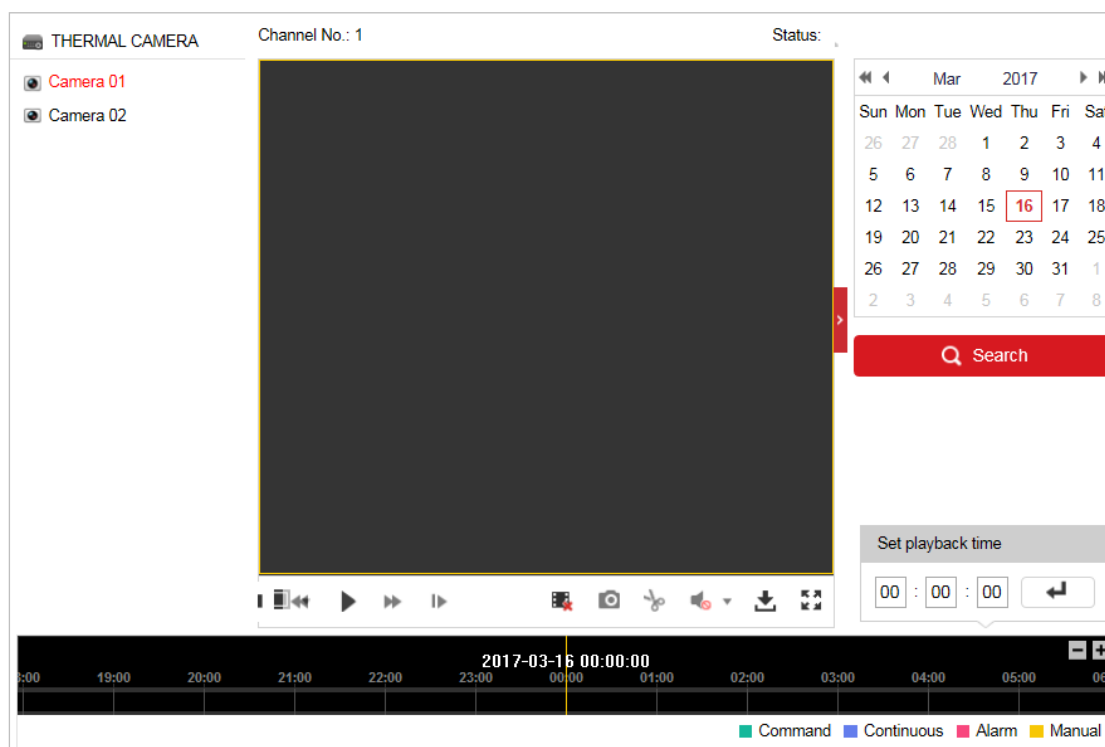 THERMAL CAMERA
Camera 01
Camera 02
Channel No.: 1 Status:
Mar 2017
Sun Mon Tue Wed Thu Fri Sat
26 27 28 1 2 3 4
5 6 7 8 9 10 11
12 13 14 15 16 17 18
19 20 21 22 23 24 25
26 27 28 29 30 31 1
2 3 4 5 6 7 8
Search
Set playback time
00 : 00 : 00
2017-03-16 00:00:00
:00 19:00 20:00 21:00 22:00 23:00 00:00 01:00 02:00 03:00 04:00 05:00 06
Command Continuous Alarm Manual